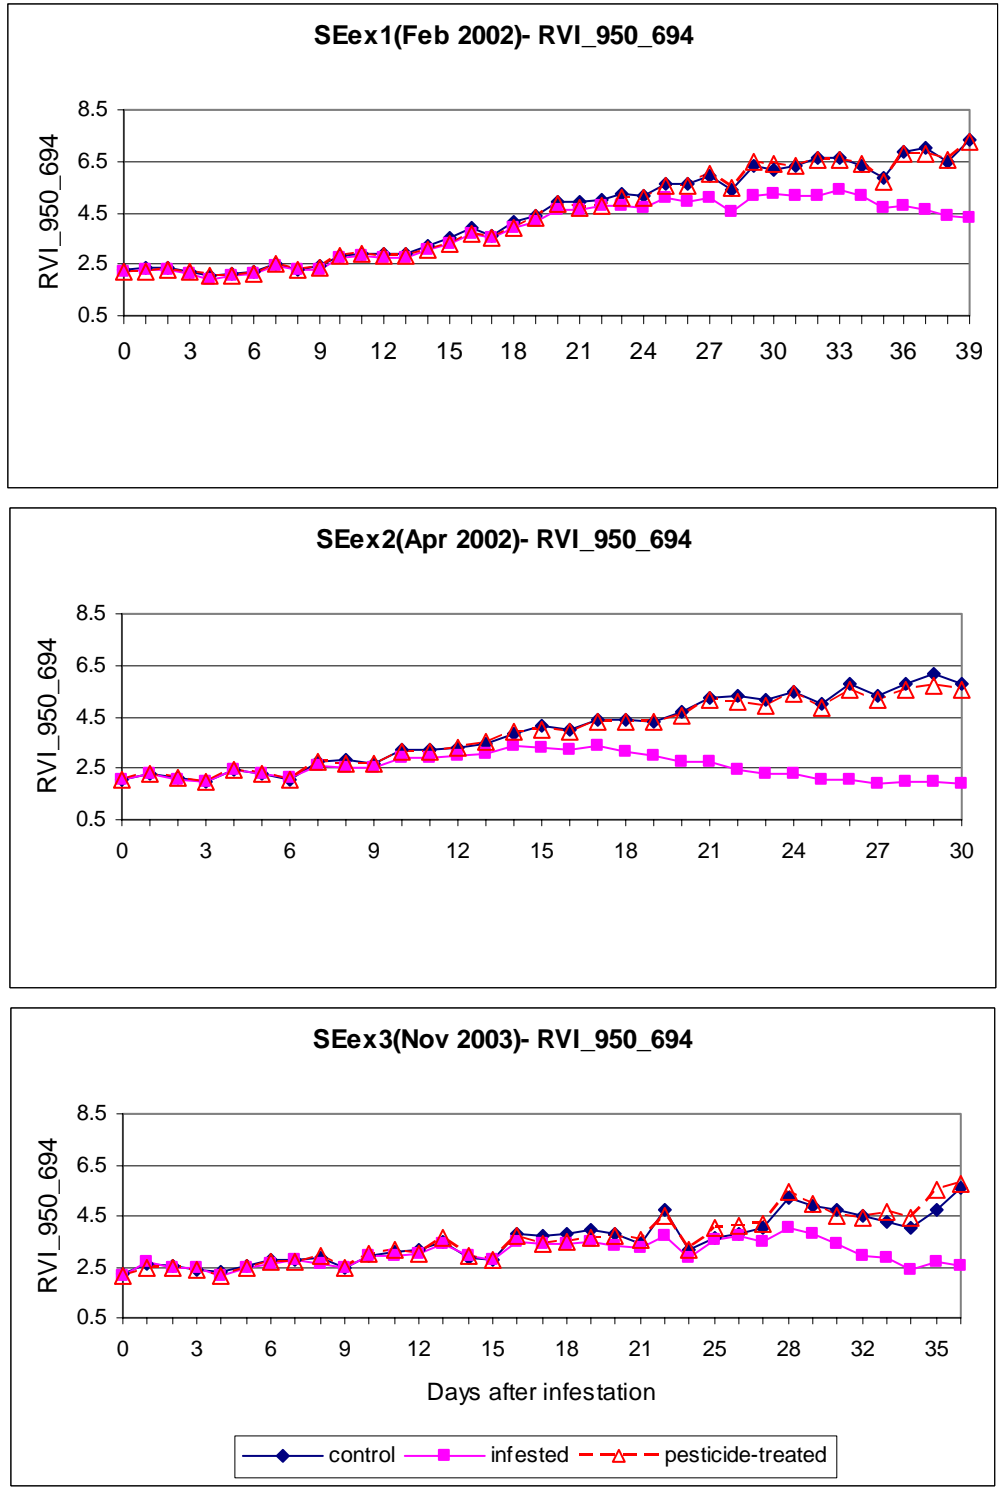 SEex1(Feb 2002)- RVI_950_694
RVI_950_694
8.5
6.5
4.5
2.5
0.5
0 3 6 9 12 15 18 21 24 27 30 33 36 39
SEex2(Apr 2002)- RVI_950_694
RVI_950_694
8.5
6.5
4.5
2.5
0.5
0 3 6 9 12 15 18 21 24 27 30
SEex3(Nov 2003)- RVI_950_694
RVI_950_694
8.5
6.5
4.5
2.5
0.5
0 3 6 9 12 15 18 21 25 28 32 35
Days after infestation
control infested pesticide-treated